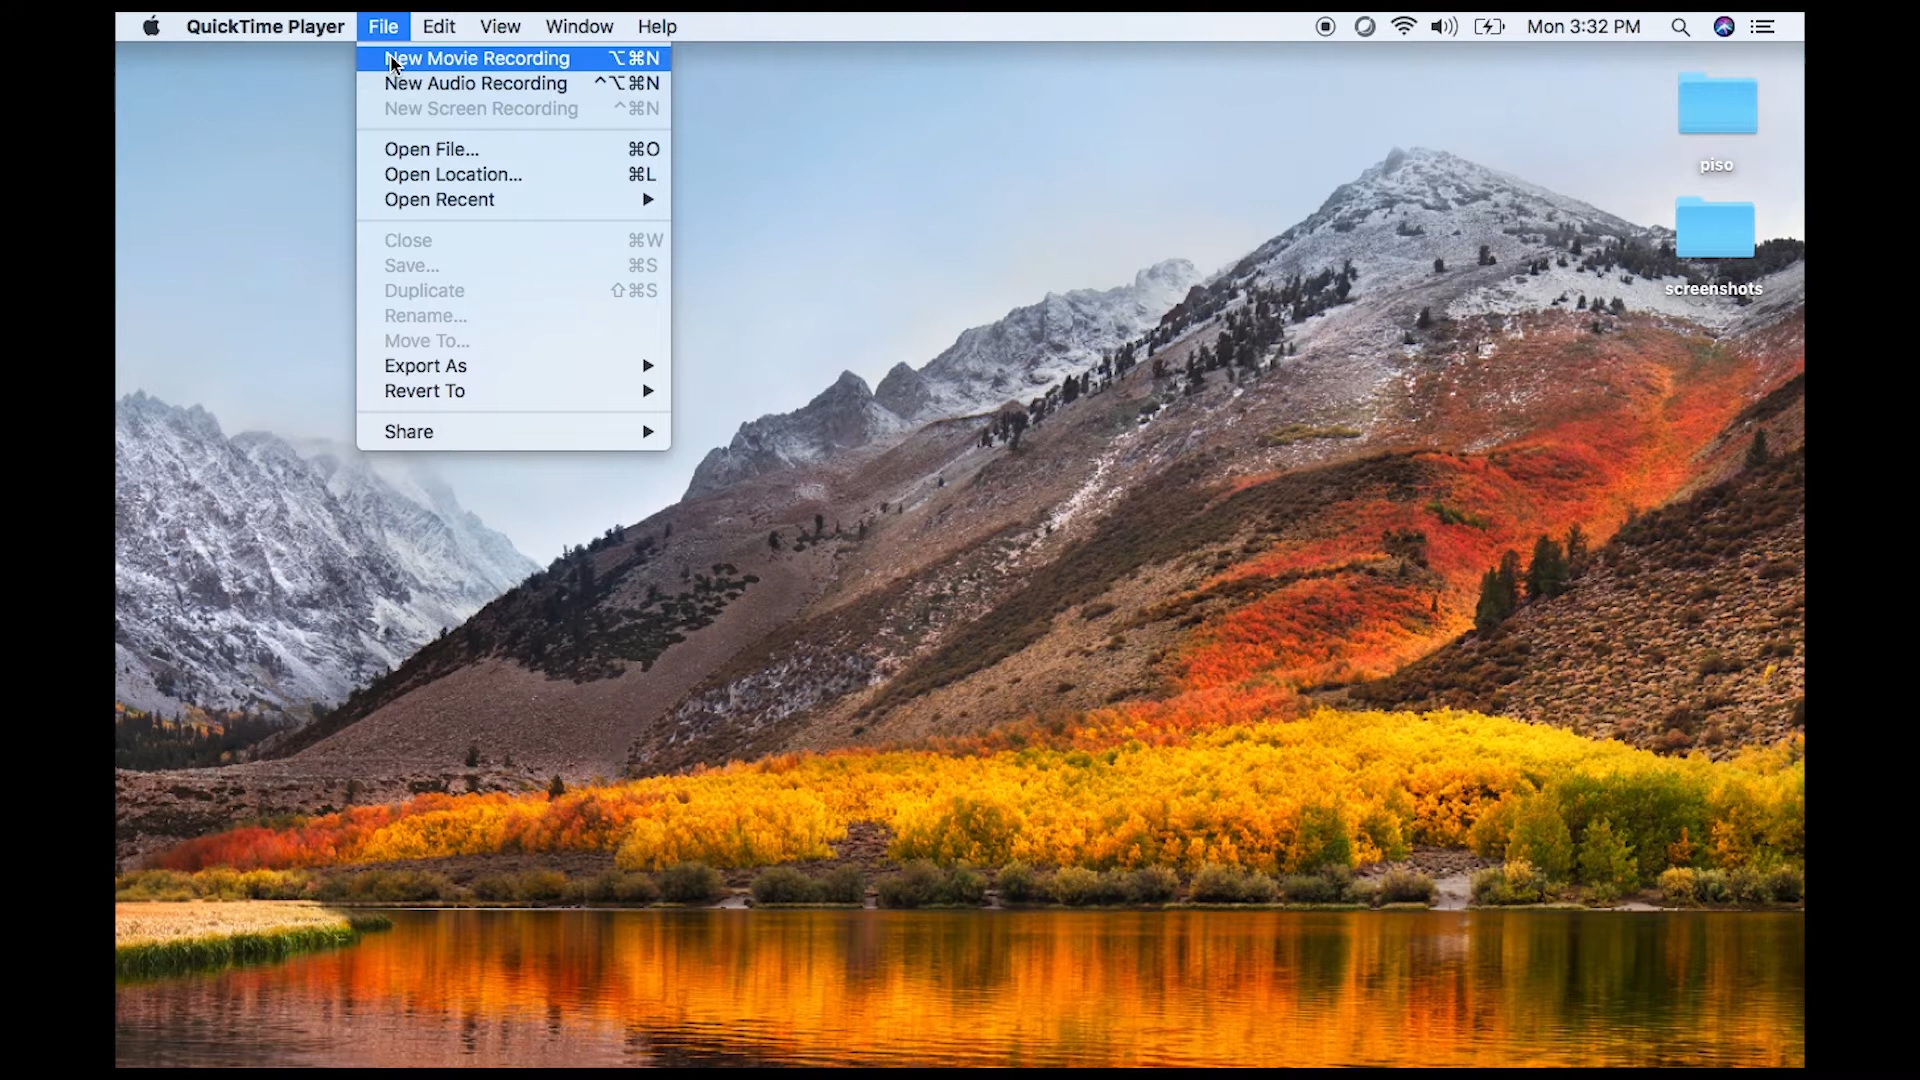 QuickTime Player File Edit View Window Help Mon 3:32 PM
New Movie Recording ⌥⌘N
New Audio Recording ^⌥⌘N
New Screen Recording ^⌘N
Open File... ⌘O
Open Location... ⌘L
Open Recent ▶
Close ⌘W
Save... ⌘S
Duplicate ⇧⌘S
Rename...
Move To...
Export As ▶
Revert To ▶
Share ▶
piso
screenshots